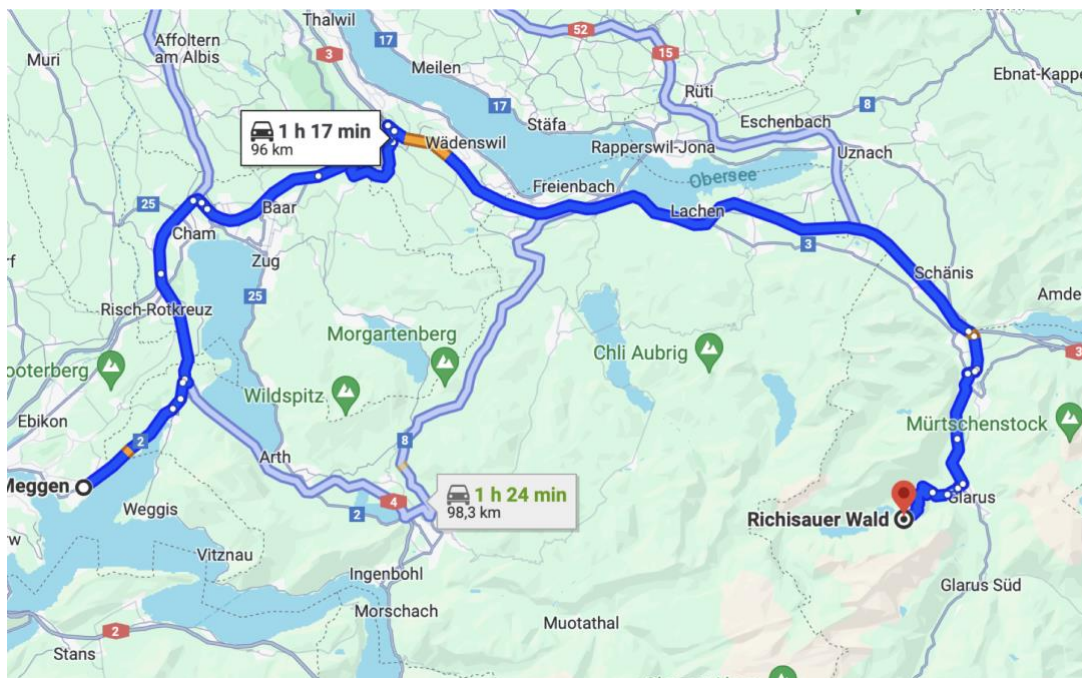 Thalwil
3
17
52
15
Affoltern
am Albis
Muri
Meilen
Ebnat-Kappe
Rüti
8
17
1 h 17 min
96 km
Stäfa
Eschenbach
Wädenswil
Rapperswil-Jona
Uznach
Obersee
Freienbach
25
Baar
Lachen
Cham
3
Zug
Schänis
25
Amde
Risch-Rotkreuz
Morgartenberg
3
Chli Aubrig
ooterberg
Wildspitz
Ebikon
Mürtschenstock
2
8
Arth
Meggen
1 h 24 min
98,3 km
4
Glarus
Weggis
2
Richisauer Wald
Vitznau
Ingenbohl
Glarus Süd
Morschach
Muotathal
2
Stans